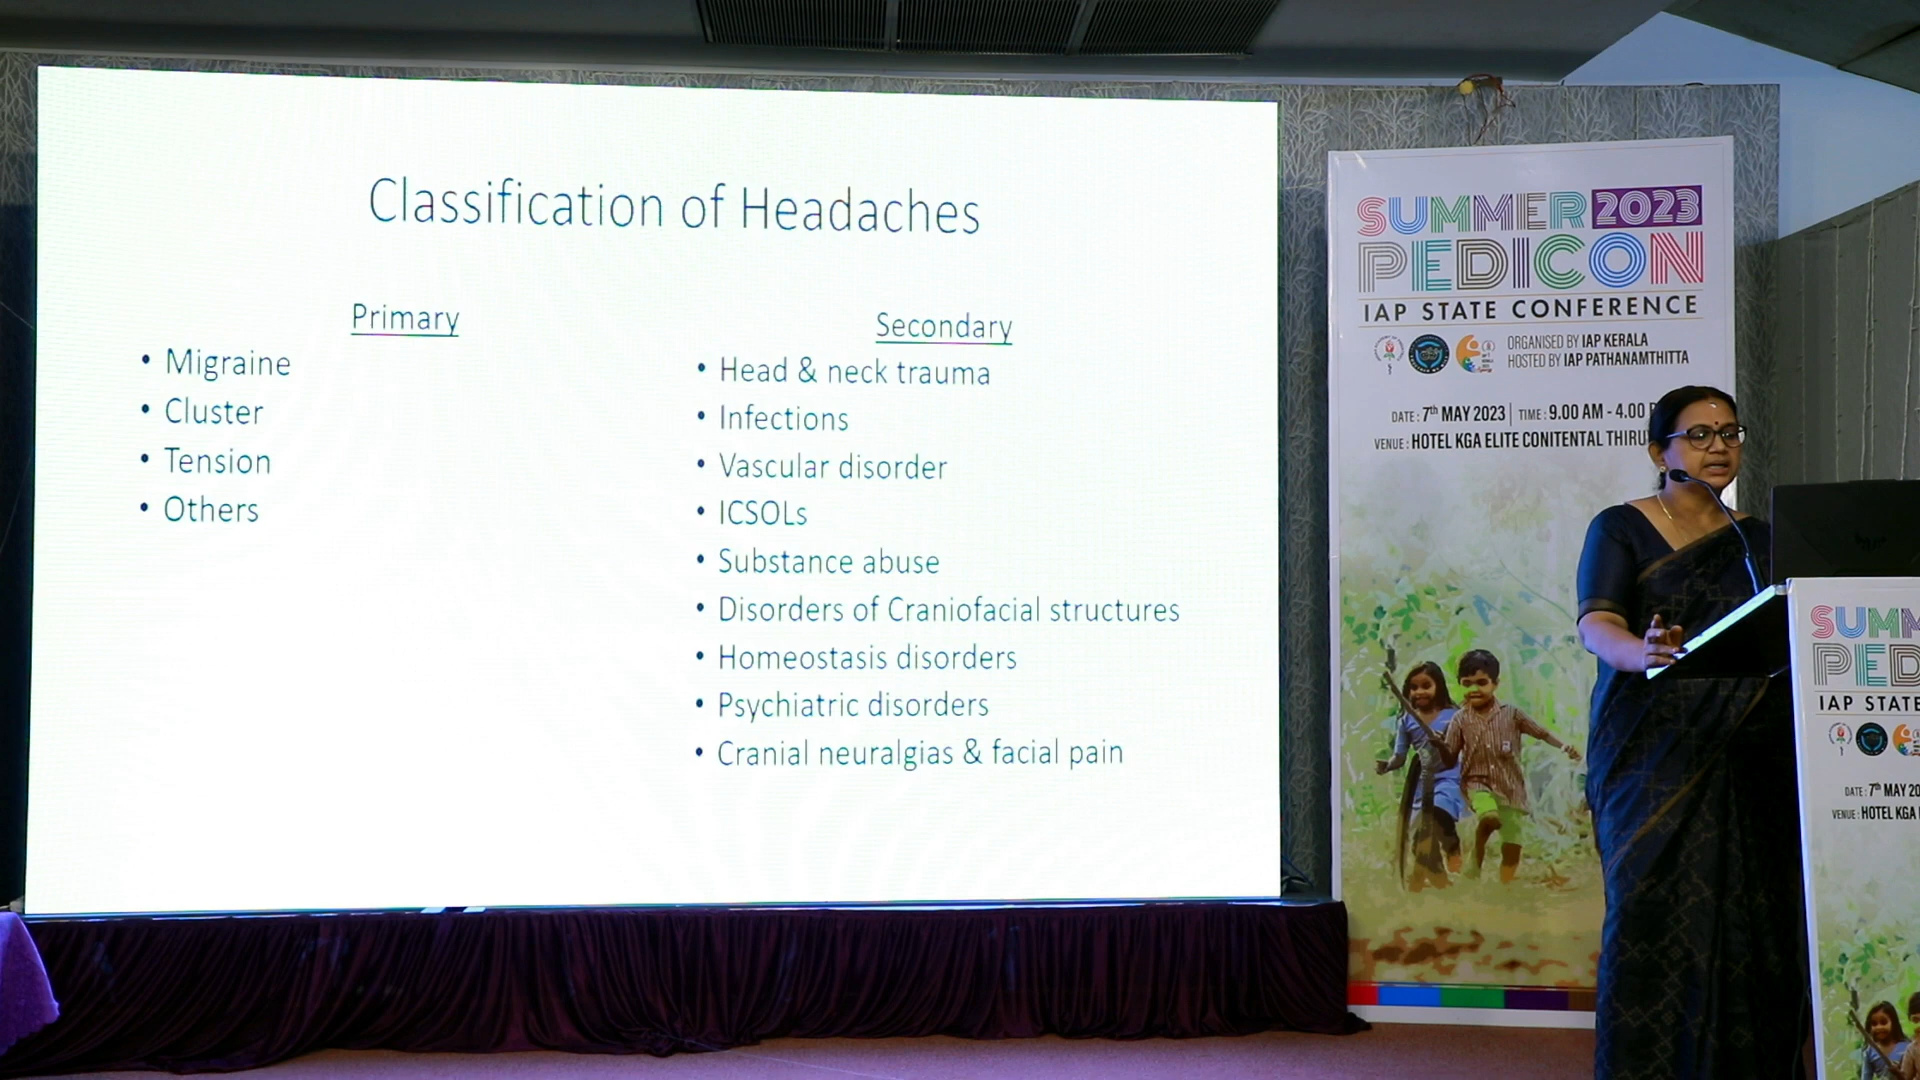 Classification of Headaches
Primary
• Migraine
• Cluster
• Tension
• Others
Secondary
• Head & neck trauma
• Infections
• Vascular disorder
• ICSOLs
• Substance abuse
• Disorders of Craniofacial structures
• Homeostasis disorders
• Psychiatric disorders
• Cranial neuralgias & facial pain
SUMMER 2023
PEDICON
IAP STATE CONFERENCE
ORGANISED BY IAP KERALA
HOSTED BY IAP PATHANAMTHITTA
DATE : 7th MAY 2023 | TIME : 9.00 AM - 4.00 P
VENUE : HOTEL KGA ELITE CONITENTAL THIRU
SUMM
PED
IAP STATE
DATE : 7th MAY 20
VENUE : HOTEL KGA